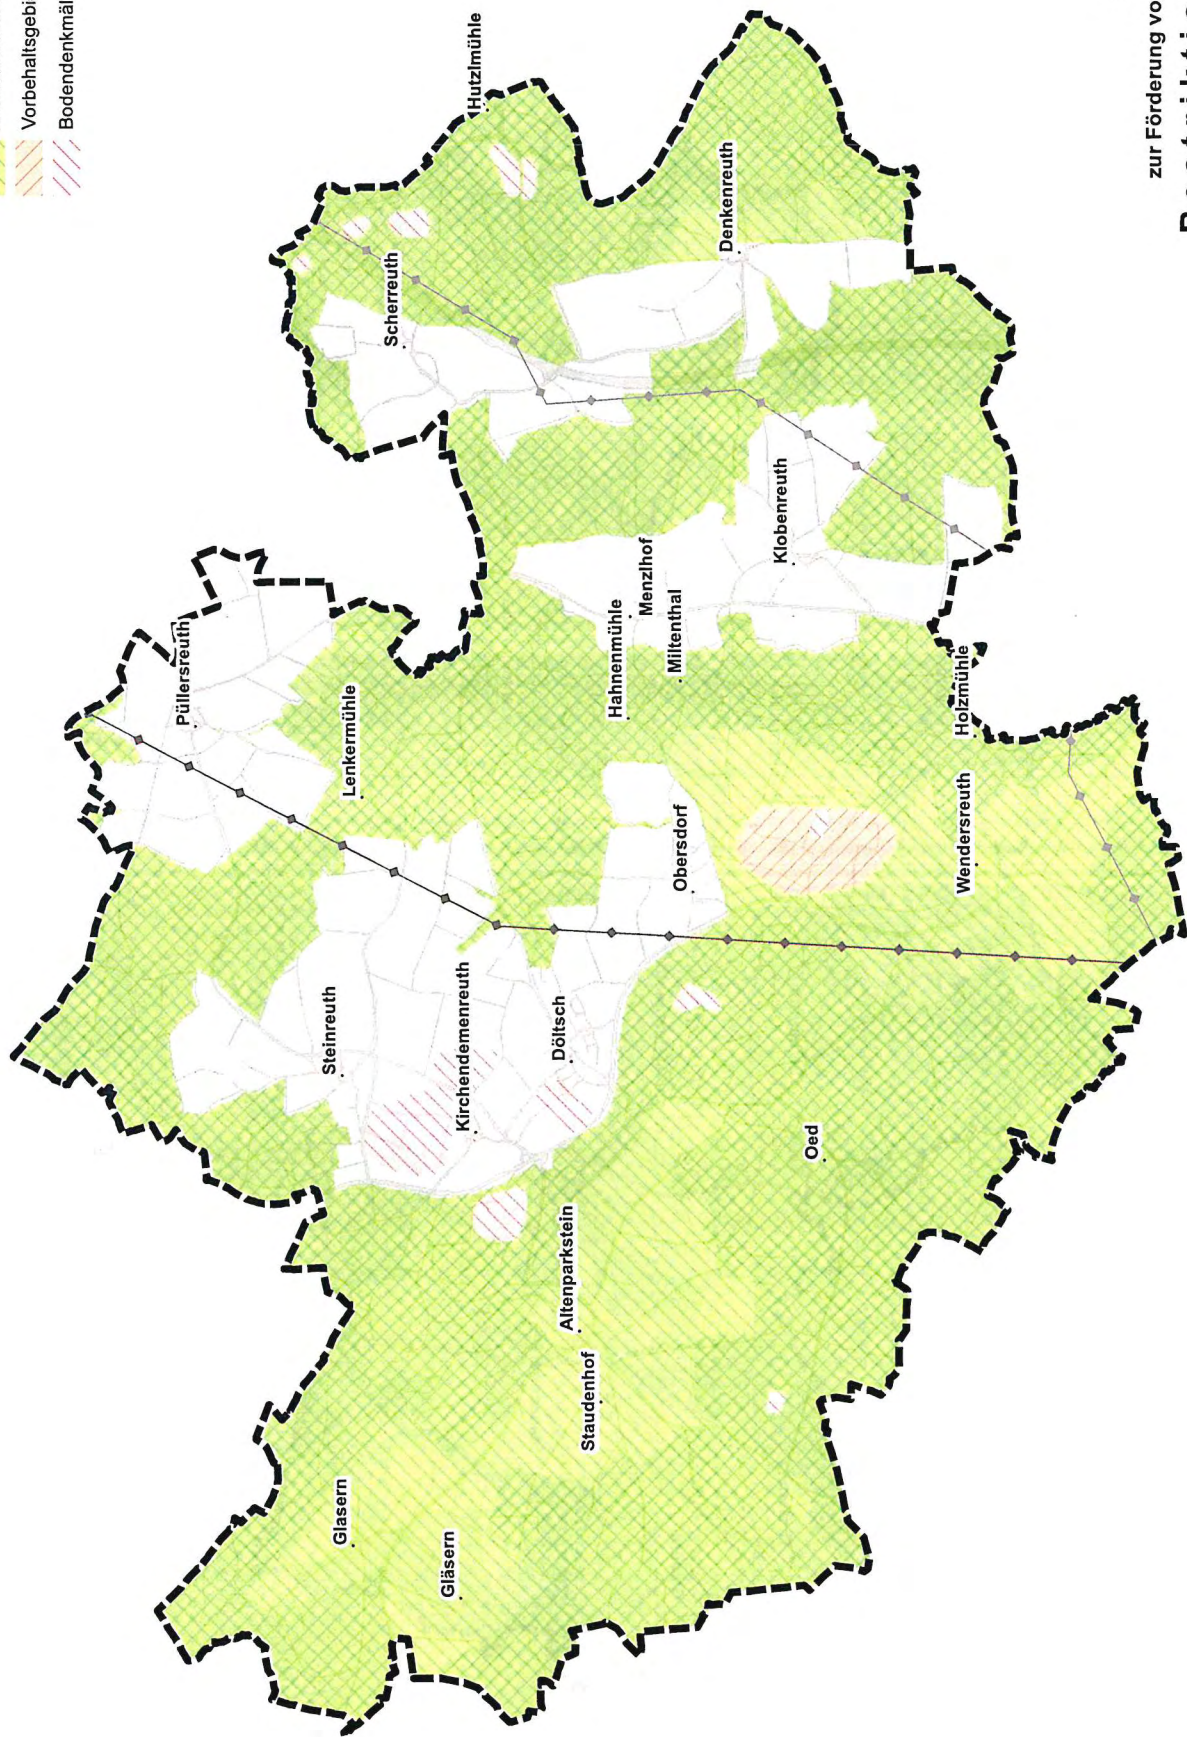 Vorbehaltsgebi
Bodendenkmäl
Püllersreuth
Steinreuth
Glasern
Lenkermühle
Scherreuth
Gläsern
Kirchendemenreuth
Hutzlmühle
Döltsch
Altenparkstein
Staudenhof
Hahnenmühle
Menzlhof
Miltenthal
Obersdorf
Denkenreuth
Klobenreuth
Oed
Wendersreuth
Holzmühle
zur Förderung vo